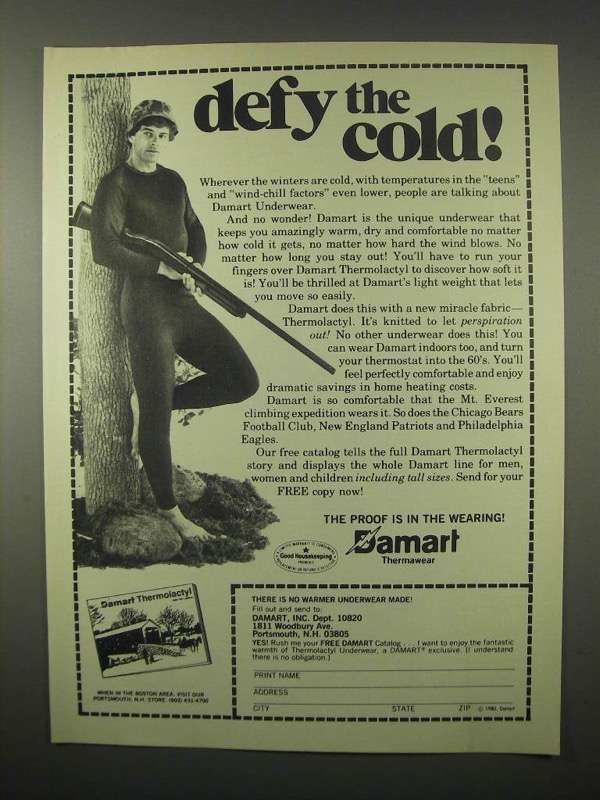 defy the
cold!
Wherever the winters are cold, with temperatures in the "teens"
and "wind-chill factors" even lower, people are talking about
Damart Underwear.
And no wonder! Damart is the unique underwear that
keeps you amazingly warm, dry and comfortable no matter
how cold it gets, no matter how hard the wind blows. No
matter how long you stay out! You'll have to run your
fingers over Damart Thermolactyl to discover how soft it
is! You'll be thrilled at Damart's light weight that lets
you move so easily.
Damart does this with a new miracle fabric—
Thermolactyl. It's knitted to let perspiration
out! No other underwear does this! You
can wear Damart indoors too, and turn
your thermostat into the 60's. You'll
feel perfectly comfortable and enjoy
dramatic savings in home heating costs.
Damart is so comfortable that the Mt. Everest
climbing expedition wears it. So does the Chicago Bears
Football Club, New England Patriots and Philadelphia
Eagles.
Our free catalog tells the full Damart Thermolactyl
story and displays the whole Damart line for men,
women and children including tall sizes. Send for your
FREE copy now!
THE PROOF IS IN THE WEARING!
Good Housekeeping
Damart
Thermawear
Damart Thermolactyl
WHEN IN THE BOSTON AREA, VISIT OUR
PORTSMOUTH, N.H. STORE (603) 431-4700
THERE IS NO WARMER UNDERWEAR MADE!
Fill out and send to:
DAMART, INC. Dept. 10820
1811 Woodbury Ave.
Portsmouth, N.H. 03805
YES! Rush me your FREE DAMART Catalog . . . I want to enjoy the fantastic
warmth of Thermolactyl Underwear, a DAMART® exclusive. (I understand
there is no obligation.)
PRINT NAME
ADDRESS
CITY STATE ZIP © 1980, Damart